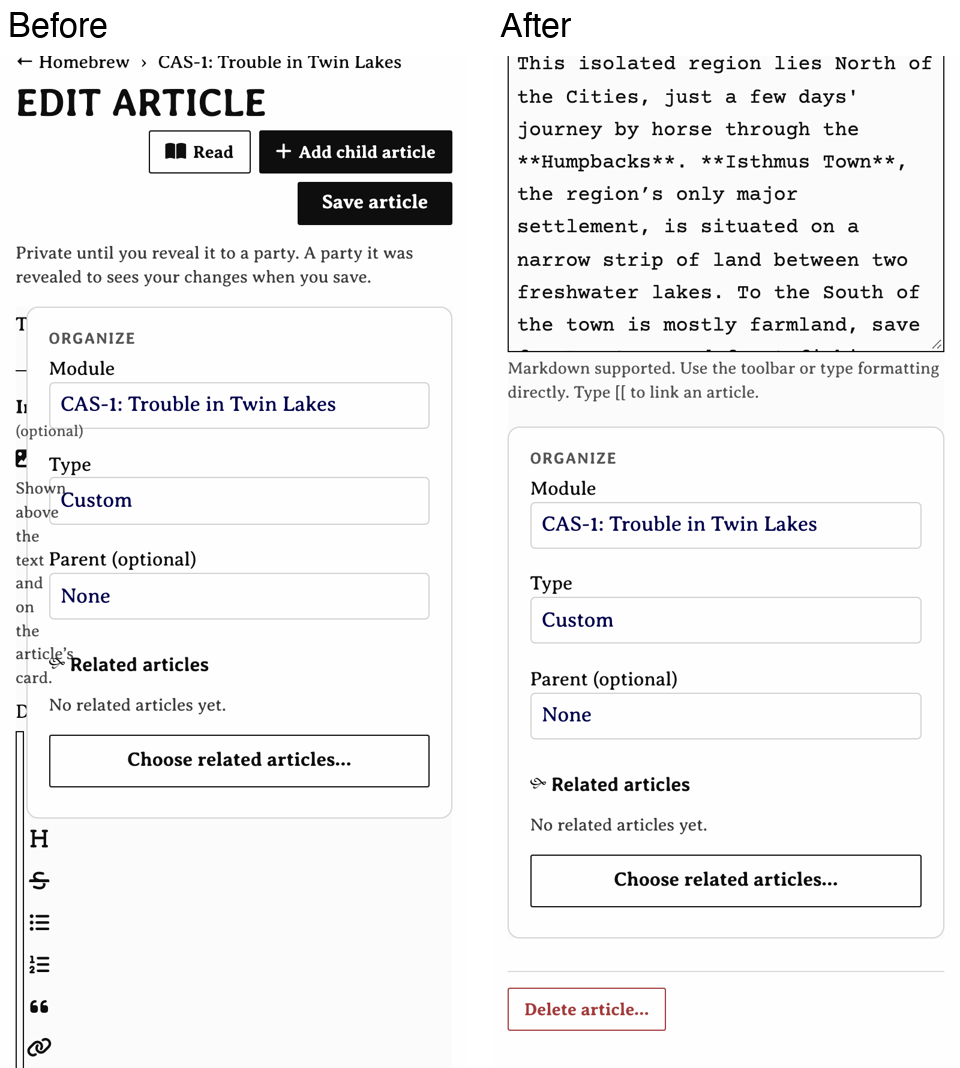 Before
← Homebrew › CAS-1: Trouble in Twin Lakes
EDIT ARTICLE
Read
+ Add child article
Save article
Private until you reveal it to a party. A party it was
revealed to sees your changes when you save.
ORGANIZE
Module
CAS-1: Trouble in Twin Lakes
(optional)
Type
Shown
Custom
above
the
text
Parent (optional)
and
None
on
the
article's
Related articles
card.
No related articles yet.
Choose related articles...
H
After
This isolated region lies North of
the Cities, just a few days'
journey by horse through the
**Humpbacks**. **Isthmus Town**,
the region’s only major
settlement, is situated on a
narrow strip of land between two
freshwater lakes. To the South of
the town is mostly farmland, save
Markdown supported. Use the toolbar or type formatting
directly. Type [[ to link an article.
ORGANIZE
Module
CAS-1: Trouble in Twin Lakes
Type
Custom
Parent (optional)
None
Related articles
No related articles yet.
Choose related articles...
Delete article...